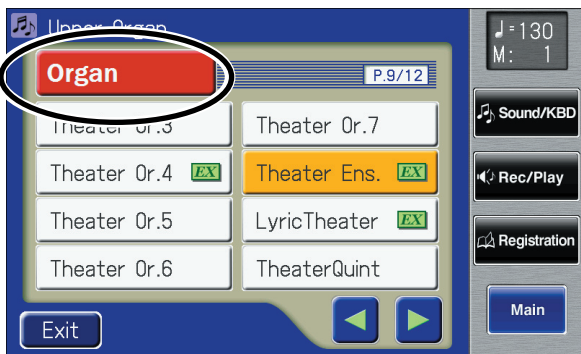 Upper Organ
Organ
P.9/12
Theater Or.3
Theater Or.7
Theater Or.4 EX
Theater Ens. EX
Theater Or.5
LyricTheater EX
Theater Or.6
TheaterQuint
Exit
♩=130
M: 1
Sound/KBD
Rec/Play
Registration
Main